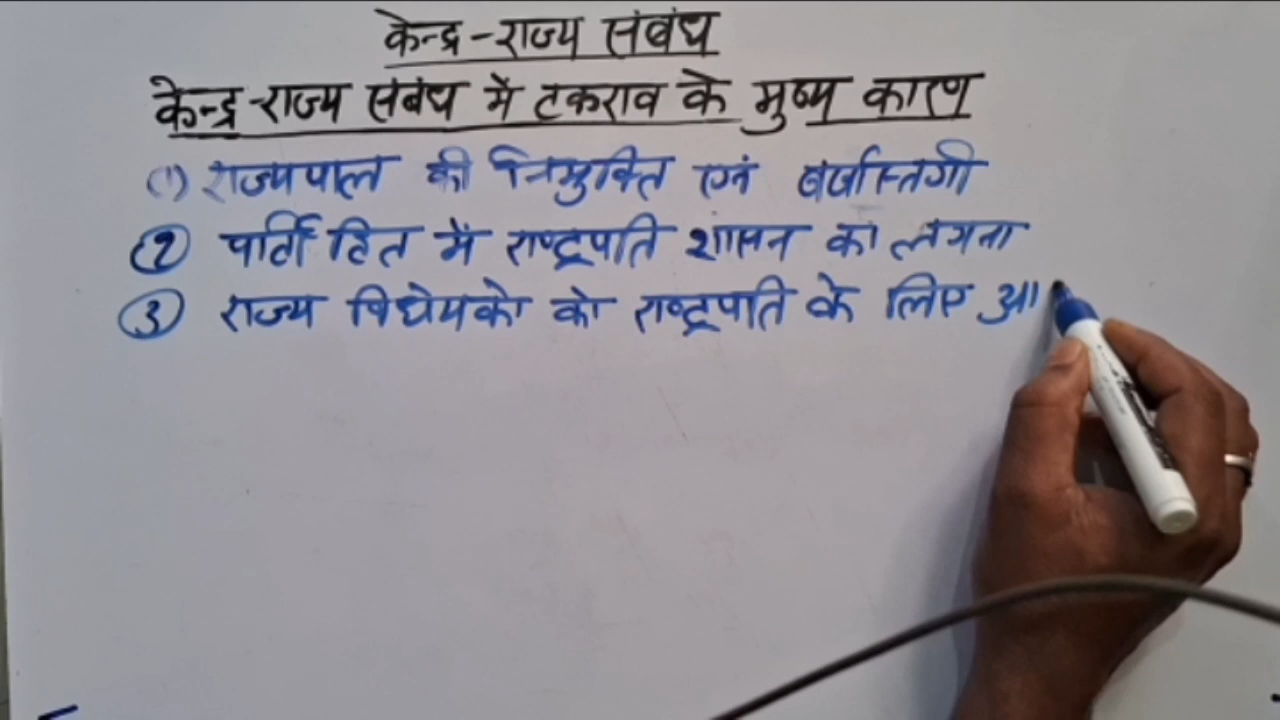 केन्द्र-राज्य संबंध
केन्द्र-राज्य संबंध में टकराव के मुख्य कारण
(1) राज्यपाल की नियुक्ति एवं बर्खास्तगी
(2) पार्टी हित में राष्ट्रपति शासन का लगना
(3) राज्य विधेयको को राष्ट्रपति के लिए आ